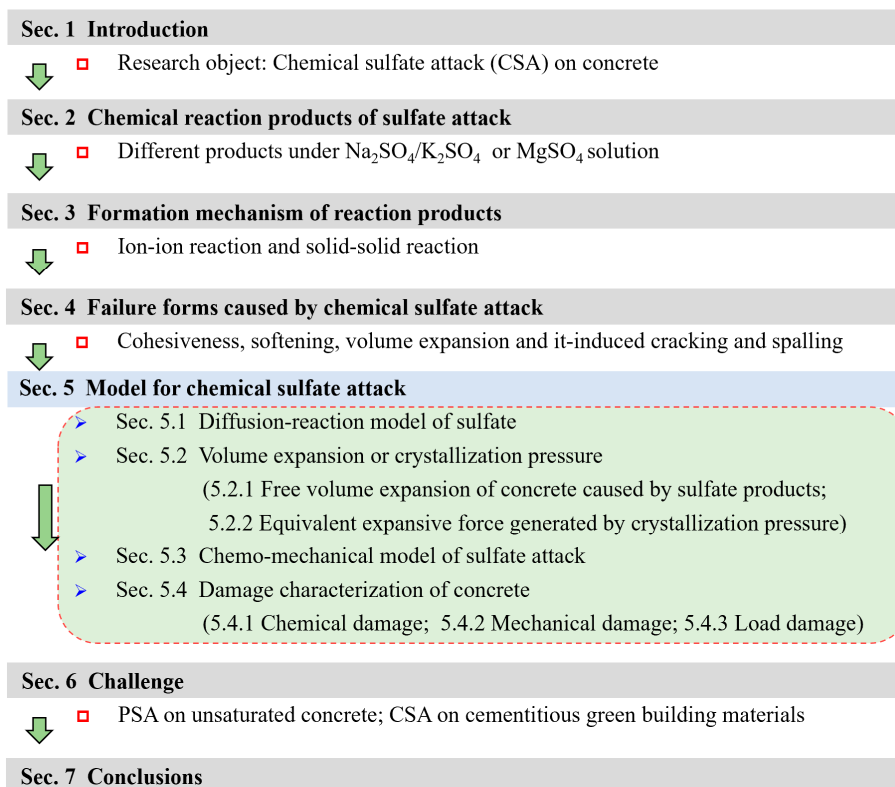 Sec. 1 Introduction
Research object: Chemical sulfate attack (CSA) on concrete
Sec. 2 Chemical reaction products of sulfate attack
Different products under Na₂SO₄/K₂SO₄ or MgSO₄ solution
Sec. 3 Formation mechanism of reaction products
Ion-ion reaction and solid-solid reaction
Sec. 4 Failure forms caused by chemical sulfate attack
Cohesiveness, softening, volume expansion and it-induced cracking and spalling
Sec. 5 Model for chemical sulfate attack
Sec. 5.1 Diffusion-reaction model of sulfate
Sec. 5.2 Volume expansion or crystallization pressure
(5.2.1 Free volume expansion of concrete caused by sulfate products;
5.2.2 Equivalent expansive force generated by crystallization pressure)
Sec. 5.3 Chemo-mechanical model of sulfate attack
Sec. 5.4 Damage characterization of concrete
(5.4.1 Chemical damage; 5.4.2 Mechanical damage; 5.4.3 Load damage)
Sec. 6 Challenge
PSA on unsaturated concrete; CSA on cementitious green building materials
Sec. 7 Conclusions